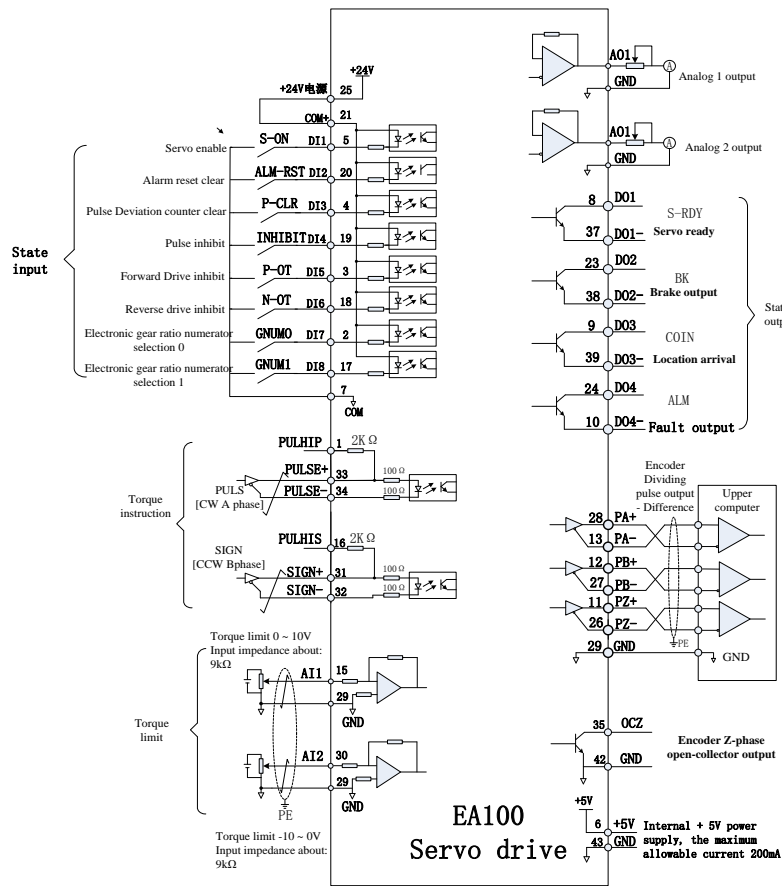 +24V
+24V电源 25
COM+ 21
Servo enable S-ON DI1 5
Alarm reset clear ALM-RST DI2 20
Pulse Deviation counter clear P-CLR DI3 4
Pulse inhibit INHIBIT DI4 19
Forward Drive inhibit P-OT DI5 3
Reverse drive inhibit N-OT DI6 18
Electronic gear ratio numerator
selection 0
GNUM0 DI7 2
Electronic gear ratio numerator
selection 1
GNUM1 DI8 17
7
COM
State
input
PULHIP 1 2KΩ
PULSE+ 33 100Ω
PULSE- 34 100Ω
PULS
[CW A phase]
Torque
instruction
PULHIS 16 2KΩ
SIGN
[CCW Bphase]
SIGN+ 31 100Ω
SIGN- 32 100Ω
Torque limit 0 ~ 10V
Input impedance about:
9kΩ
AI1 15
29
GND
Torque
limit
AI2 30
29
GND
PE
Torque limit -10 ~ 0V
Input impedance about:
9kΩ
EA100
Servo drive
AO1 A
GND
Analog 1 output
AO1 A
GND
Analog 2 output
8 DO1
S-RDY
37 DO1- Servo ready
23 DO2
BK
38 DO2- Brake output
9 DO3
COIN
39 DO3- Location arrival
24 DO4
ALM
10 DO4- Fault output
Stat
outp
Encoder
Dividing
pulse output
- Difference
Upper
computer
28 PA+
13 PA-
12 PB+
27 PB-
11 PZ+
26 PZ-
PE
29 GND
GND
35 OCZ
42 GND
Encoder Z-phase
open-collector output
+5V
6 +5V
43 GND
Internal + 5V power
supply, the maximum
allowable current 200mA